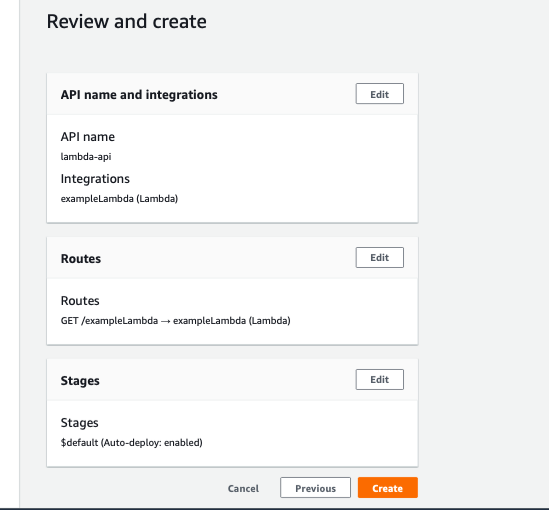 Review and create
API name and integrations
Edit
API name
lambda-api
Integrations
exampleLambda (Lambda)
Routes
Edit
Routes
GET /exampleLambda → exampleLambda (Lambda)
Stages
Edit
Stages
$default (Auto-deploy: enabled)
Cancel
Previous
Create